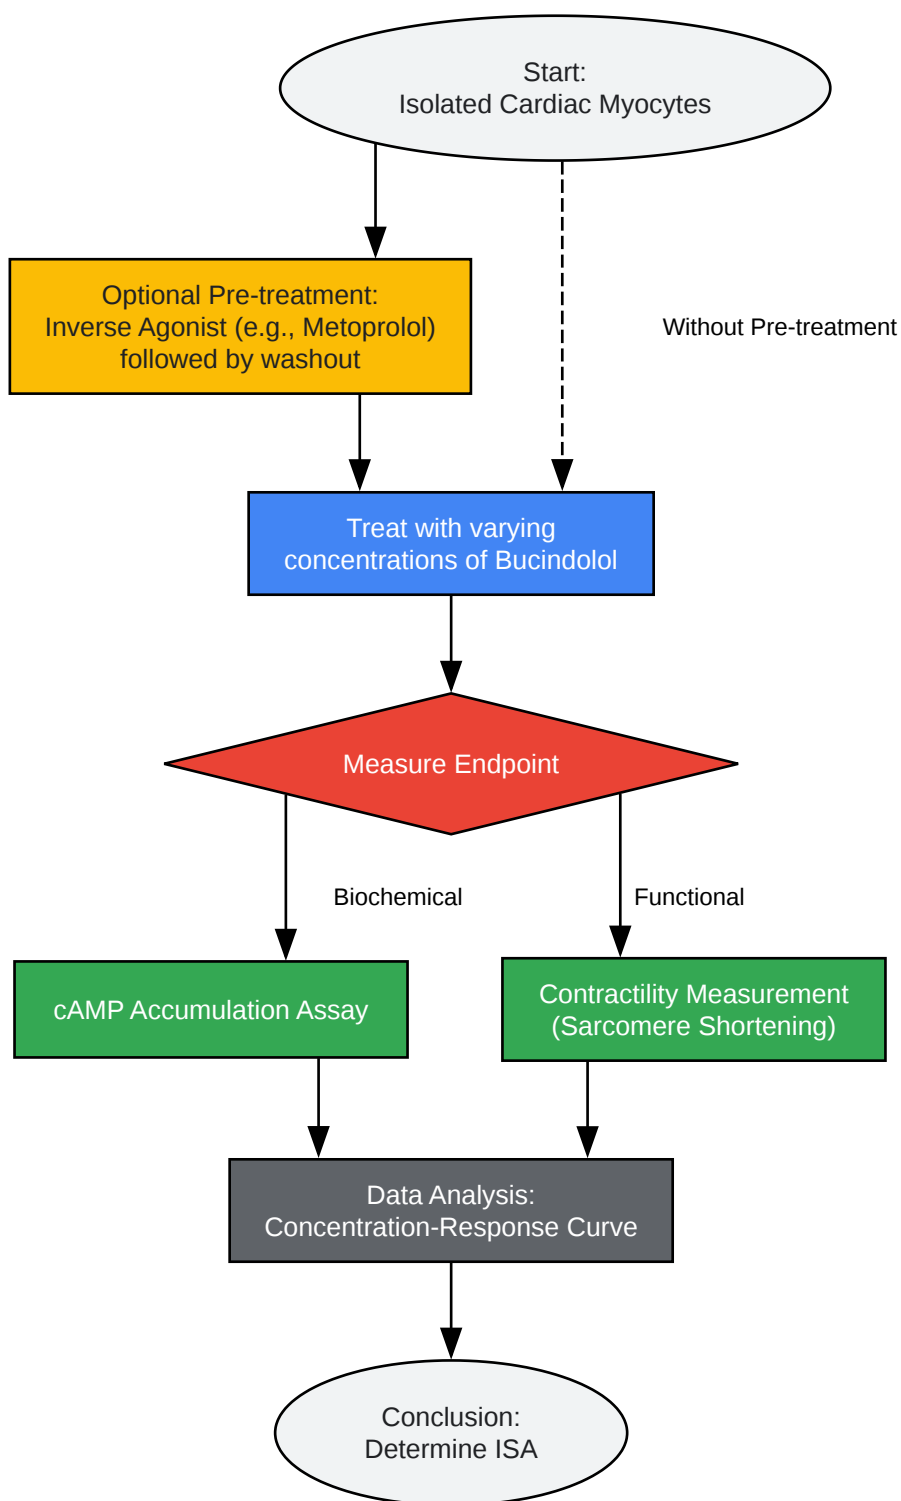 Start:
Isolated Cardiac Myocytes
Optional Pre-treatment:
Inverse Agonist (e.g., Metoprolol)
followed by washout
Without Pre-treatment
Treat with varying
concentrations of Bucindolol
Measure Endpoint
Biochemical
Functional
cAMP Accumulation Assay
Contractility Measurement
(Sarcomere Shortening)
Data Analysis:
Concentration-Response Curve
Conclusion:
Determine ISA